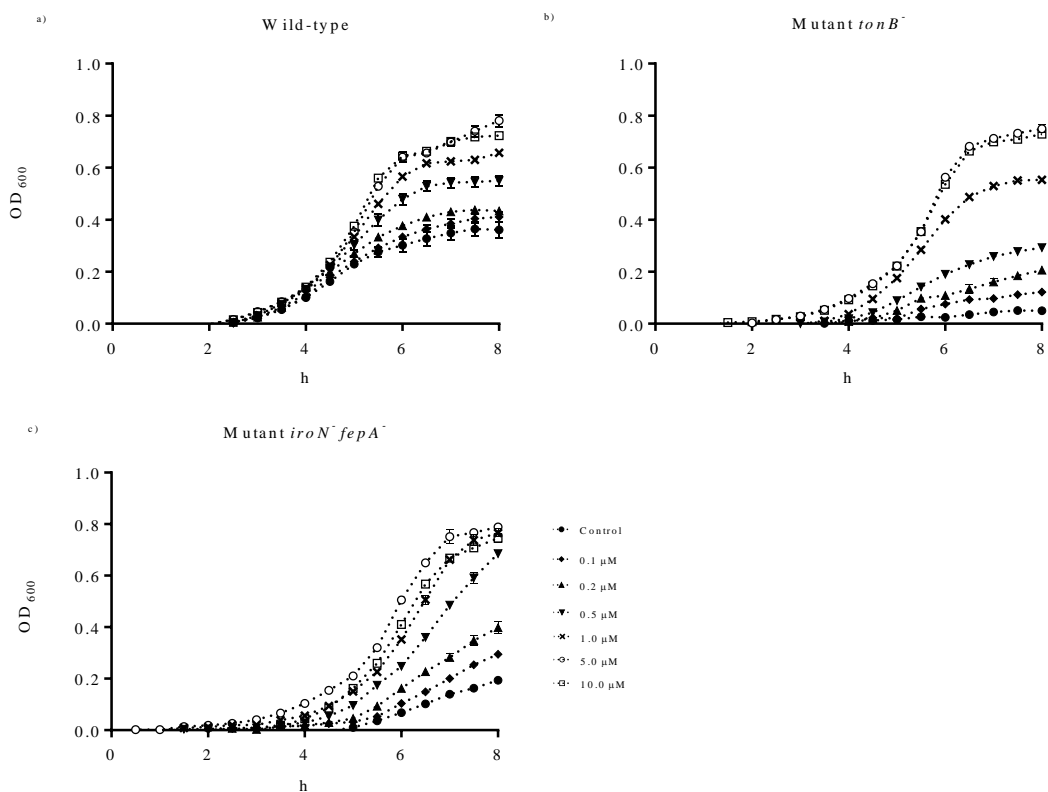 a)
Wild-type
1.0
0.8
0.6
0.4
0.2
0.0
OD600
0 2 4 6 8
h
b)
Mutant tonB-
1.0
0.8
0.6
0.4
0.2
0.0
0 2 4 6 8
h
c)
Mutant iroN- fepA-
1.0
0.8
0.6
0.4
0.2
0.0
OD600
0 2 4 6 8
h
Control
0.1 µM
0.2 µM
0.5 µM
1.0 µM
5.0 µM
10.0 µM